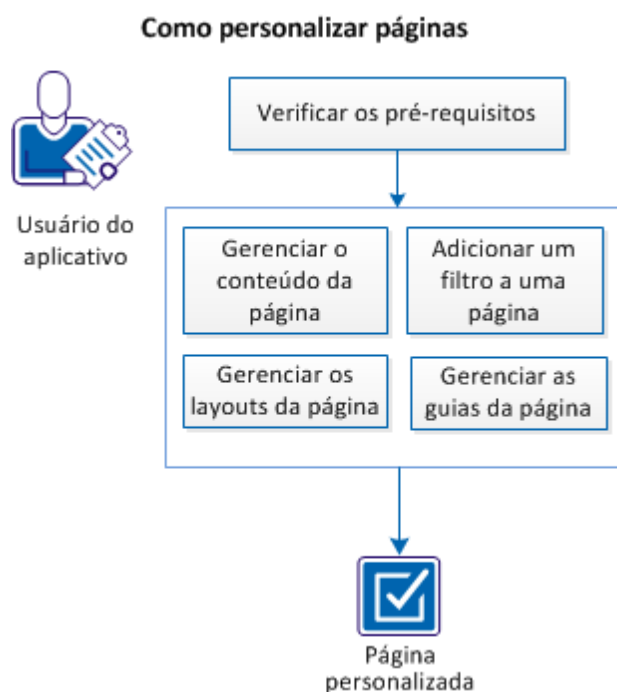 Como personalizar páginas
Verificar os pré-requisitos
Usuário do
aplicativo
Gerenciar o
conteúdo da
página
Adicionar um
filtro a uma
página
Gerenciar os
layouts da página
Gerenciar as
guias da página
Página
personalizada